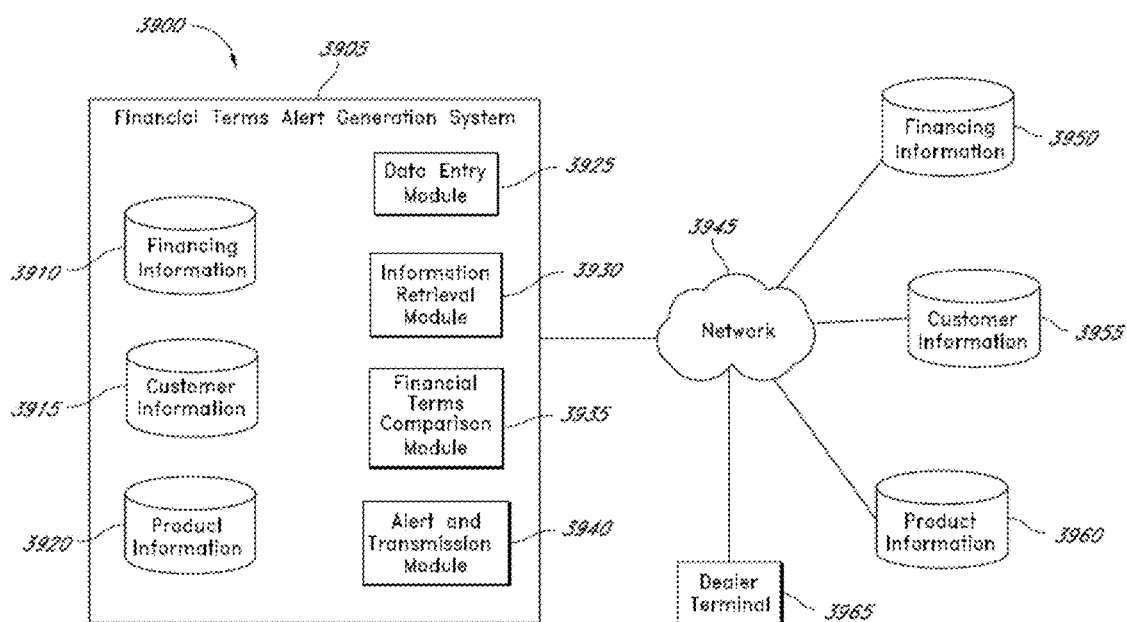 3900
3905
Financial Terms Alert Generation System
Data Entry
Module
3925
Financing
Information
3910
Information
Retrieval
Module
3930
Customer
Information
3915
Financial
Terms
Comparison
Module
3935
Product
Information
3920
Alert and
Transmission
Module
3940
3945
Network
Financing
Information
3950
Customer
Information
3955
Product
Information
3960
Dealer
Terminal
3965